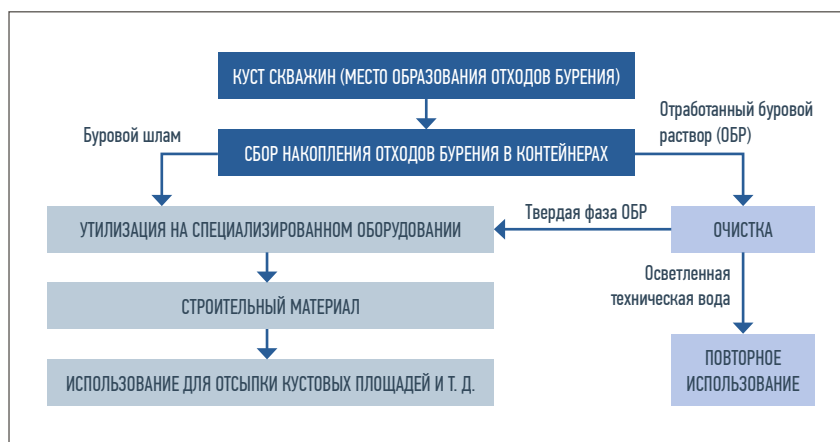 КУСТ СКВАЖИН (МЕСТО ОБРАЗОВАНИЯ ОТХОДОВ БУРЕНИЯ)
Буровой шлам
Отработанный буровой
раствор (ОБР)
СБОР НАКОПЛЕНИЯ ОТХОДОВ БУРЕНИЯ В КОНТЕЙНЕРАХ
УТИЛИЗАЦИЯ НА СПЕЦИАЛИЗИРОВАННОМ ОБОРУДОВАНИИ
Твердая фаза ОБР
ОЧИСТКА
Осветленная
техническая вода
СТРОИТЕЛЬНЫЙ МАТЕРИАЛ
ИСПОЛЬЗОВАНИЕ ДЛЯ ОТСЫПКИ КУСТОВЫХ ПЛОЩАДЕЙ И Т. Д.
ПОВТОРНОЕ
ИСПОЛЬЗОВАНИЕ